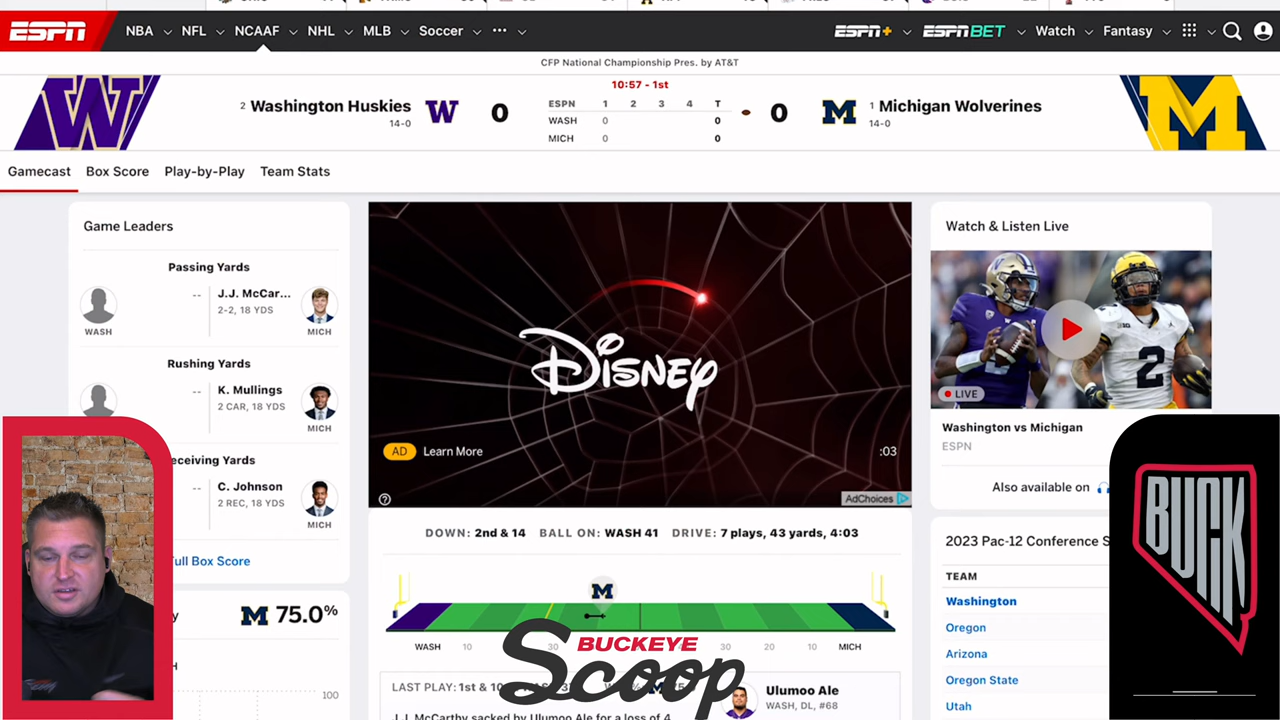 ESPN
NBA
NFL
NCAAF
NHL
MLB
Soccer
ESPN+
ESPN BET
Watch
Fantasy
CFP National Championship Pres. by AT&T
W
2 Washington Huskies
14-0
W
0
10:57 - 1st
ESPN 1 2 3 4 T
WASH 0 0
MICH 0 0
0
M
1 Michigan Wolverines
14-0
M
Gamecast
Box Score
Play-by-Play
Team Stats
Game Leaders
Passing Yards
WASH
--
J.J. McCar...
2-2, 18 YDS
MICH
Rushing Yards
--
K. Mullings
2 CAR, 18 YDS
MICH
eceiving Yards
--
C. Johnson
2 REC, 18 YDS
MICH
ull Box Score
y
M 75.0%
H
100
Disney
AD Learn More
:03
AdChoices
DOWN: 2nd & 14 BALL ON: WASH 41 DRIVE: 7 plays, 43 yards, 4:03
M
WASH 10 30 30 20 10 MICH
BUCKEYE
Scoop
LAST PLAY: 1st & 10
J.J. McCarthy sacked by Ulumoo Ale for a loss of 4
Ulumoo Ale
WASH, DL, #68
Watch & Listen Live
2
LIVE
Washington vs Michigan
ESPN
Also available on
2023 Pac-12 Conference S
TEAM
Washington
Oregon
Arizona
Oregon State
Utah
BUCK